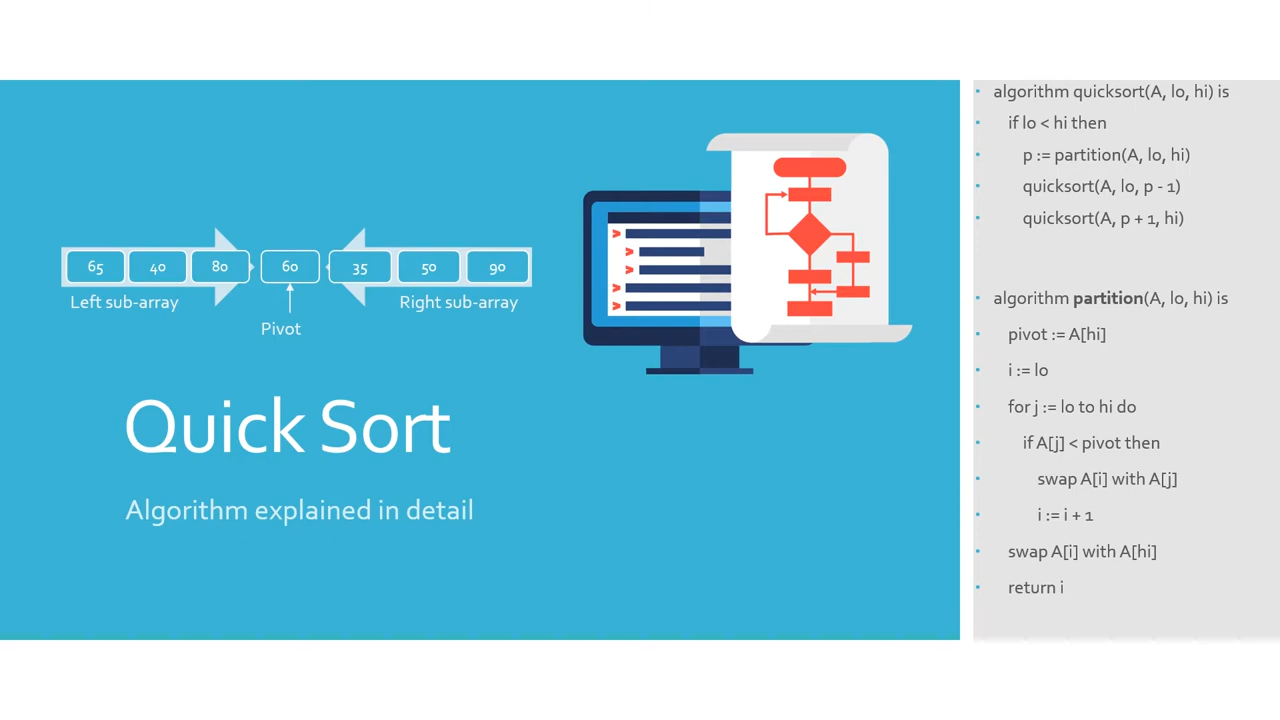 65 40 80 60 35 50 90
Left sub-array
Right sub-array
Pivot
Quick Sort
Algorithm explained in detail
• algorithm quicksort(A, lo, hi) is
• if lo < hi then
• p := partition(A, lo, hi)
• quicksort(A, lo, p - 1)
• quicksort(A, p + 1, hi)
• algorithm partition(A, lo, hi) is
• pivot := A[hi]
• i := lo
• for j := lo to hi do
• if A[j] < pivot then
• swap A[i] with A[j]
• i := i + 1
• swap A[i] with A[hi]
• return i